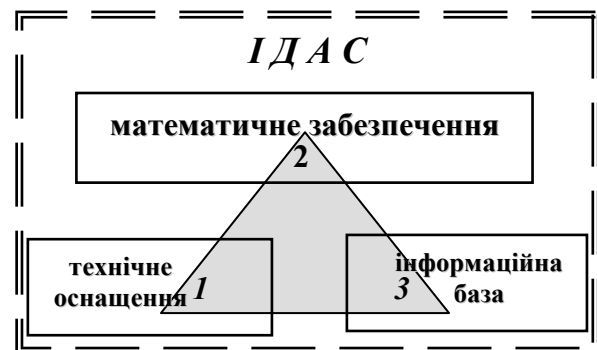 І Д А С
математичне забезпечення
2
технічне
оснащення 1
3 інформаційна
база